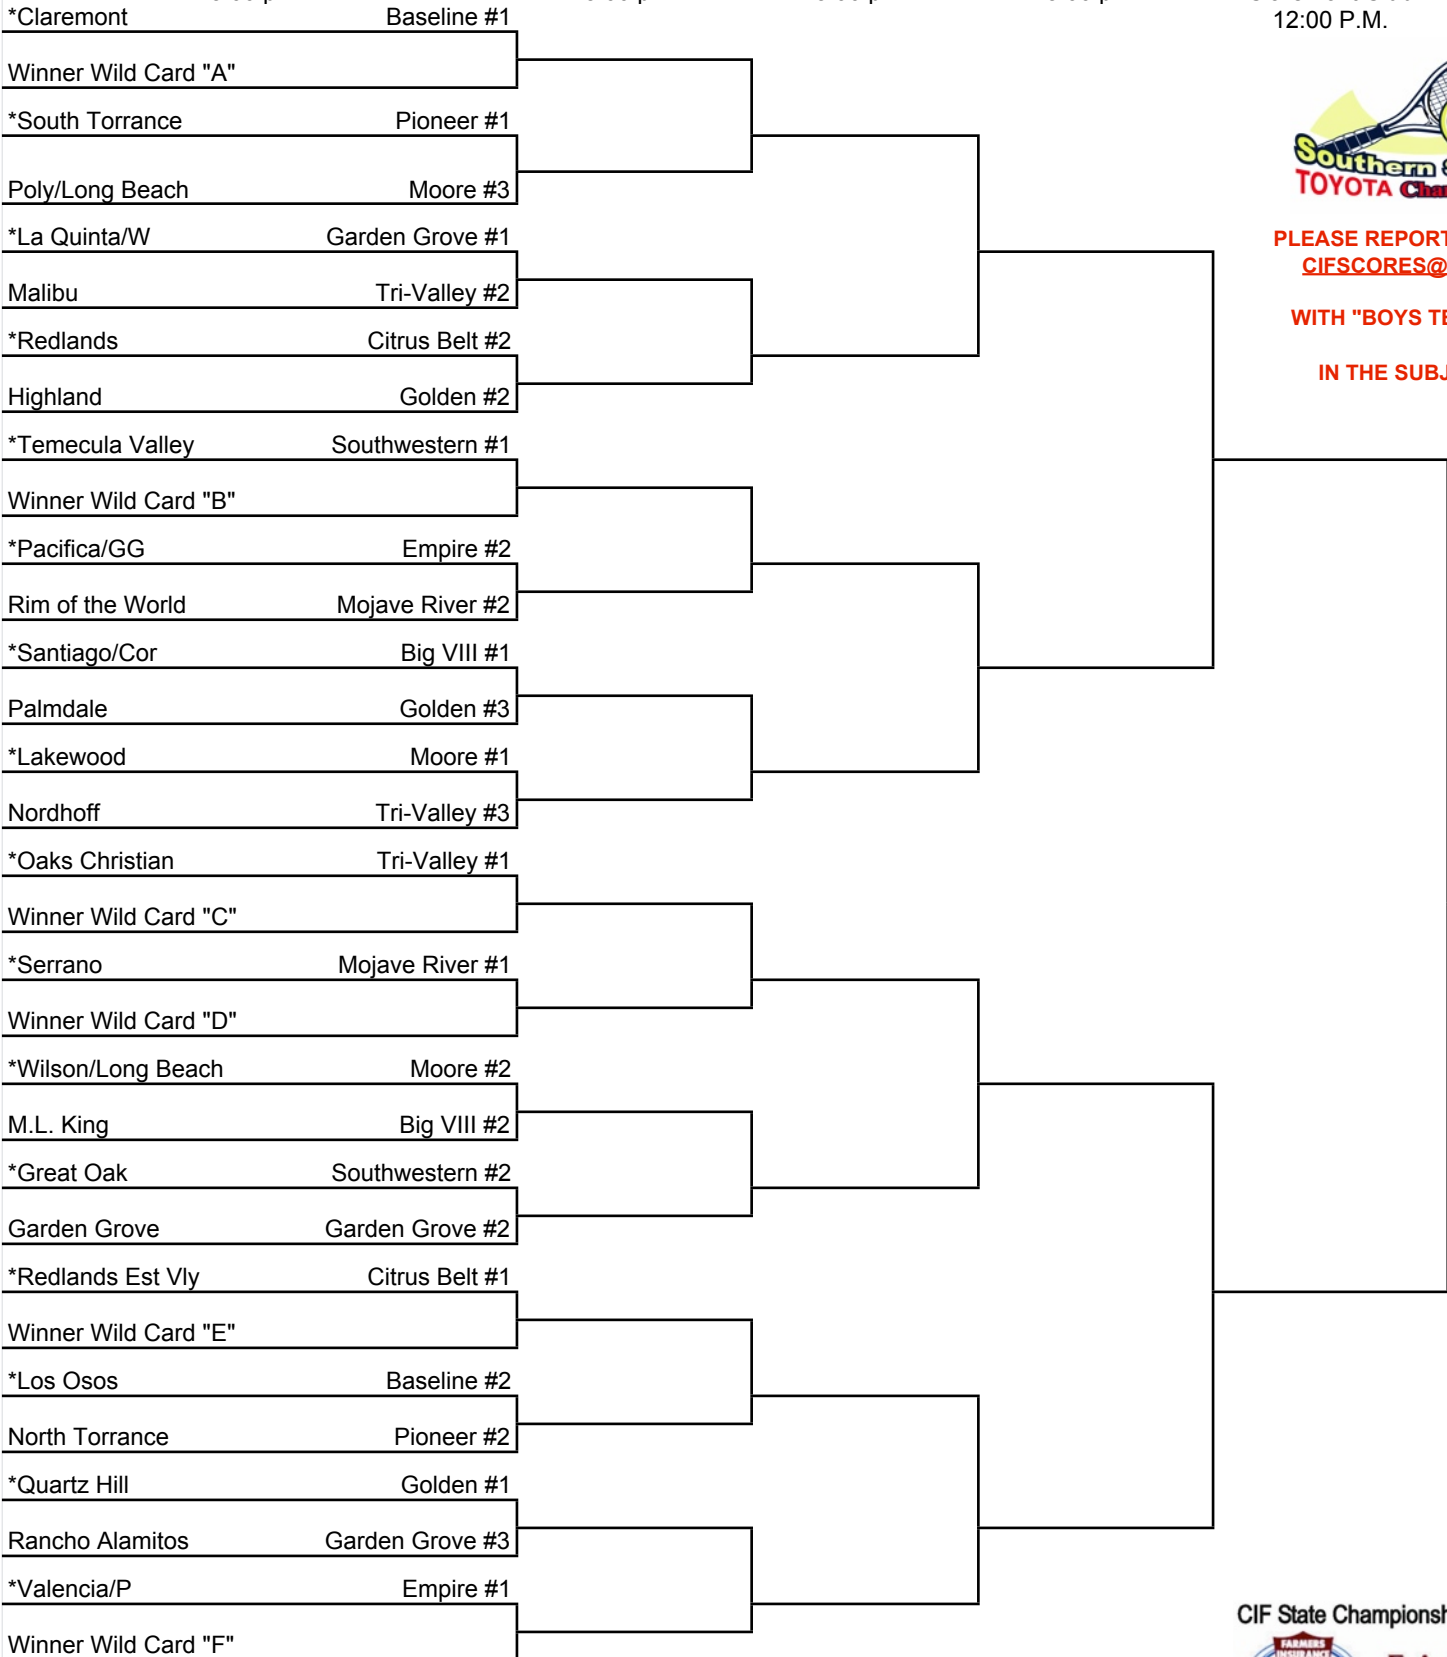 *Claremont Baseline #1
12:00 P.M.
Winner Wild Card "A"
*South Torrance Pioneer #1
Southern
TOYOTA
Poly/Long Beach Moore #3
*La Quinta/W Garden Grove #1
PLEASE REPORT
CIFSCORES@
Malibu Tri-Valley #2
WITH "BOYS
*Redlands Citrus Belt #2
IN THE
Highland Golden #2
*Temecula Valley Southwestern #1
Winner Wild Card "B"
*Pacifica/GG Empire #2
Rim of the World Mojave River #2
*Santiago/Cor Big VIII #1
Palmdale Golden #3
*Lakewood Moore #1
Nordhoff Tri-Valley #3
*Oaks Christian Tri-Valley #1
Winner Wild Card "C"
*Serrano Mojave River #1
Winner Wild Card "D"
*Wilson/Long Beach Moore #2
M.L. King Big VIII #2
*Great Oak Southwestern #2
Garden Grove Garden Grove #2
*Redlands Est Vly Citrus Belt #1
Winner Wild Card "E"
*Los Osos Baseline #2
North Torrance Pioneer #2
*Quartz Hill Golden #1
Rancho Alamitos Garden Grove #3
*Valencia/P Empire #1
CIF State
Winner Wild Card "F"
FARMERS
INSURANCE